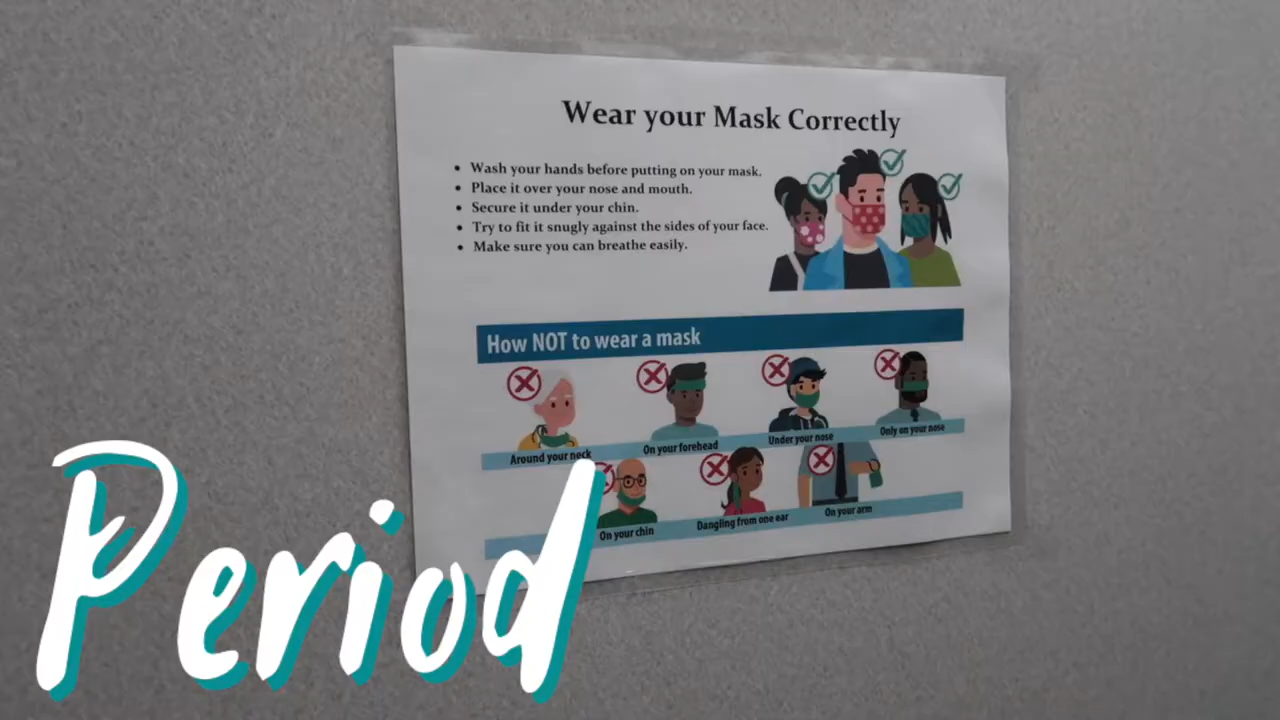 Wear your Mask Correctly
• Wash your hands before putting on your mask.
• Place it over your nose and mouth.
• Secure it under your chin.
• Try to fit it snugly against the sides of your face.
• Make sure you can breathe easily.
How NOT to wear a mask
Around your neck
On your forehead
Under your nose
Only on your nose
On your chin
Dangling from one ear
On your arm
Period